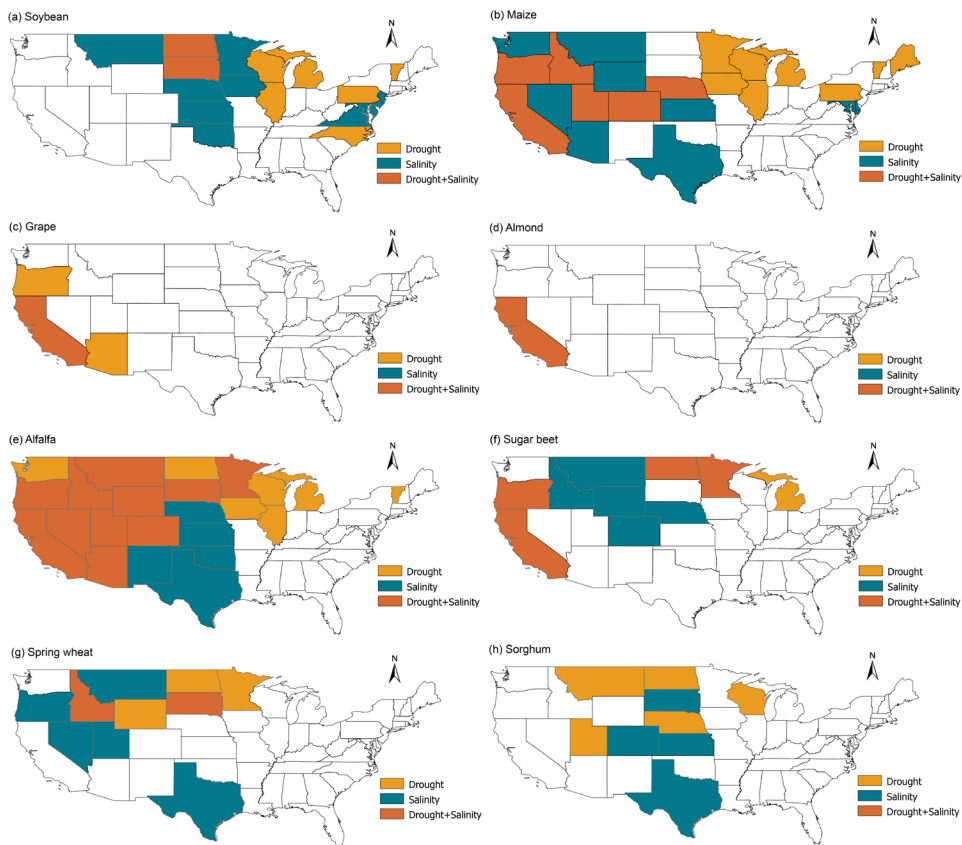 (a) Soybean
N
Drought
Salinity
Drought+Salinity
(b) Maize
N
Drought
Salinity
Drought+Salinity
(c) Grape
N
Drought
Salinity
Drought+Salinity
(d) Almond
N
Drought
Salinity
Drought+Salinity
(e) Alfalfa
N
Drought
Salinity
Drought+Salinity
(f) Sugar beet
N
Drought
Salinity
Drought+Salinity
(g) Spring wheat
N
Drought
Salinity
Drought+Salinity
(h) Sorghum
N
Drought
Salinity
Drought+Salinity